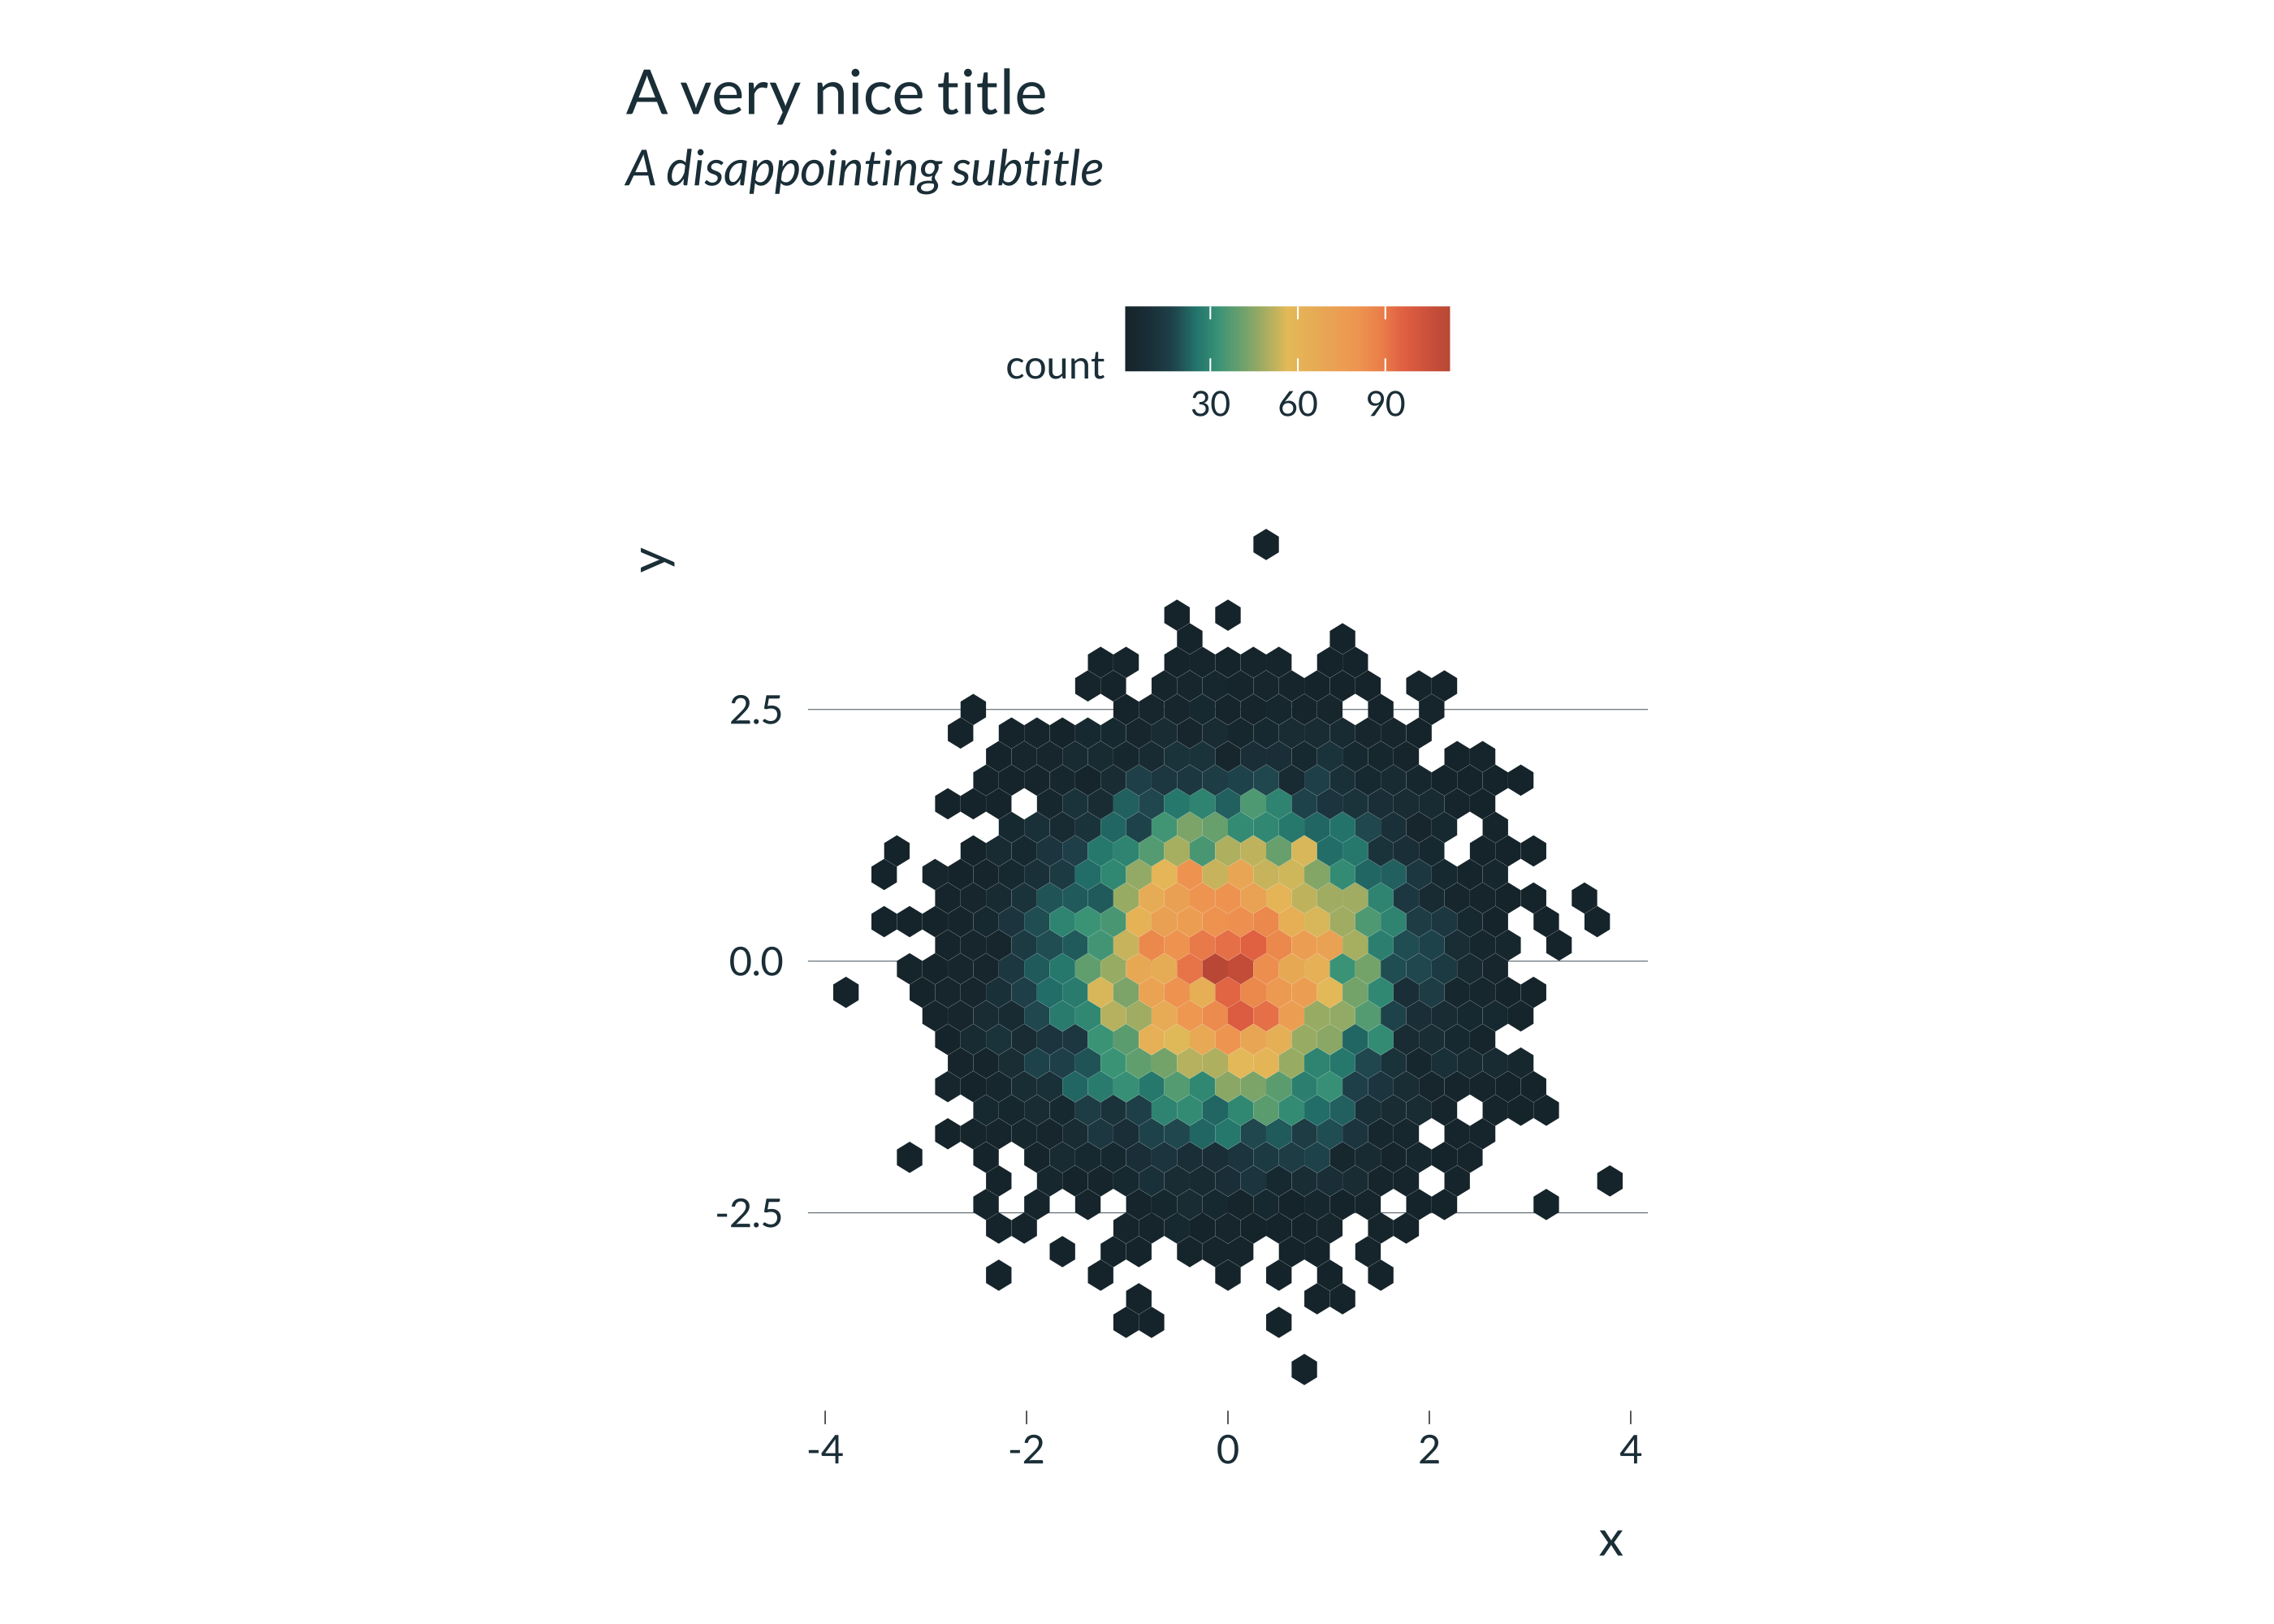 A very nice title
A disappointing subtitle
count
30 60 90
y
2.5
0.0
-2.5
-4 -2 0 2 4
x